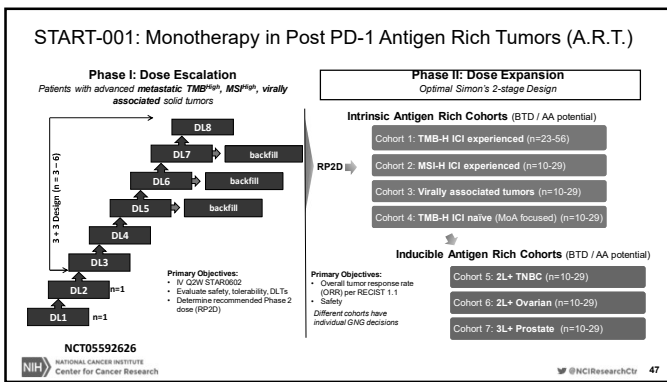 START-001: Monotherapy in Post PD-1 Antigen Rich Tumors (A.R.T.)
Phase I: Dose Escalation
Patients with advanced metastatic TMBHigh, MSIHigh, virally
associated solid tumors
3 + 3 Design (n = 3 – 6)
DL8
DL7
backfill
DL6
backfill
DL5
backfill
DL4
DL3
DL2
n=1
DL1
n=1
Primary Objectives:
• IV Q2W STAR0602
• Evaluate safety, tolerability, DLTs
• Determine recommended Phase 2
dose (RP2D)
NCT05592626
RP2D
Phase II: Dose Expansion
Optimal Simon's 2-stage Design
Intrinsic Antigen Rich Cohorts (BTD / AA potential)
Cohort 1: TMB-H ICI experienced (n=23-56)
Cohort 2: MSI-H ICI experienced (n=10-29)
Cohort 3: Virally associated tumors (n=10-29)
Cohort 4: TMB-H ICI naïve (MoA focused) (n=10-29)
Inducible Antigen Rich Cohorts (BTD / AA potential)
Primary Objectives:
• Overall tumor response rate
(ORR) per RECIST 1.1
• Safety
Different cohorts have
individual GNG decisions
Cohort 5: 2L+ TNBC (n=10-29)
Cohort 6: 2L+ Ovarian (n=10-29)
Cohort 7: 3L+ Prostate (n=10-29)
NIH
NATIONAL CANCER INSTITUTE
Center for Cancer Research
@NCIResearchCtr
47